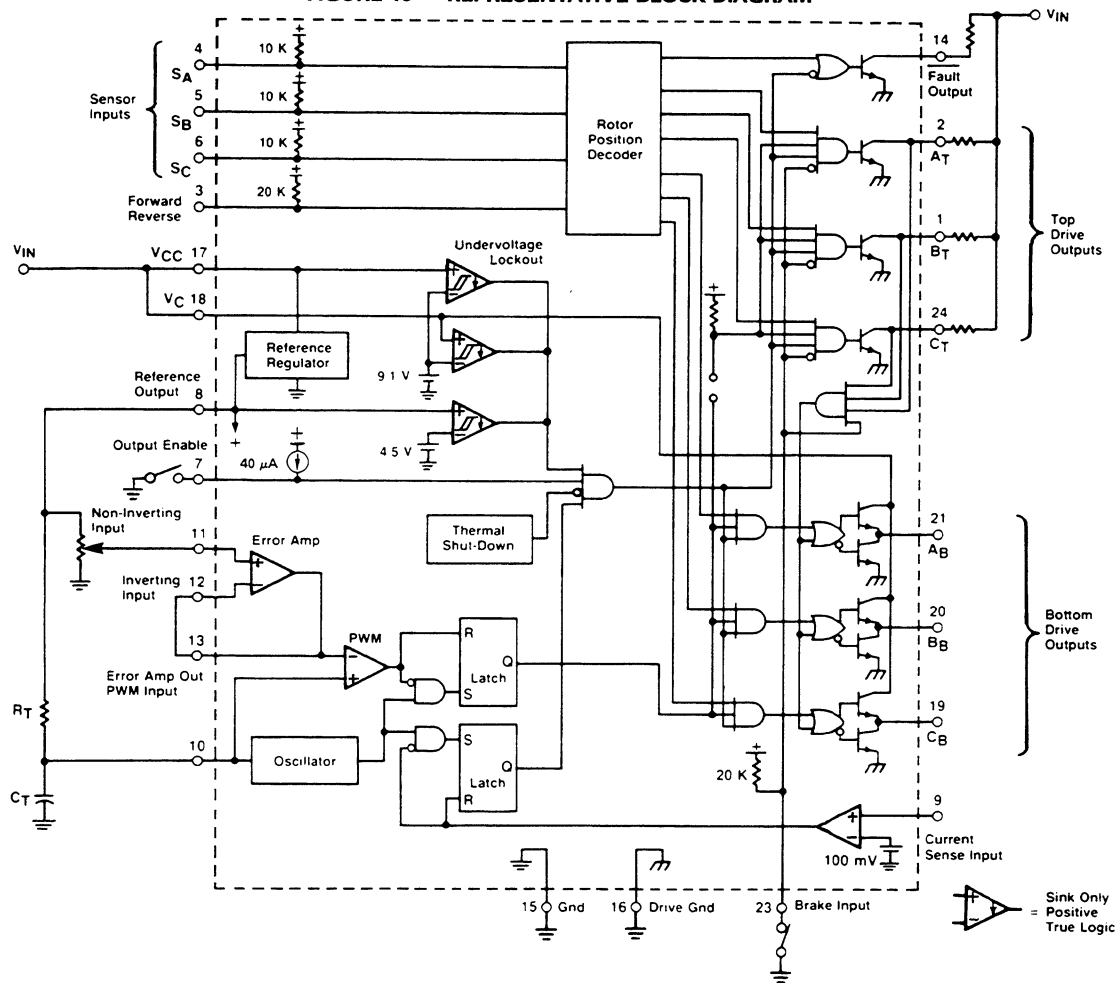 14
VIN
4
10 K
SA
Fault
Output
5
10 K
Sensor
Inputs
SB
Rotor
Position
Decoder
2
AT
6
10 K
SC
3
20 K
Forward
Reverse
Top
Drive
Outputs
1
BT
VIN
VCC 17
Undervoltage
Lockout
VC 18
24
CT
Reference
Regulator
9.1 V
Reference
Output
8
4.5 V
Output Enable
7
40 μA
Non-Inverting
Input
11
Error Amp
Thermal
Shut-Down
21
AB
Inverting
Input
12
20
BB
Bottom
Drive
Outputs
13
PWM
R
Q
Latch
S
Error Amp Out
PWM Input
RT
19
CB
10
Oscillator
S
Q
Latch
R
20 K
CT
9
Current
Sense Input
100 mV
15 Gnd
16 Drive Gnd
23 Brake Input
= Sink Only
Positive
True Logic